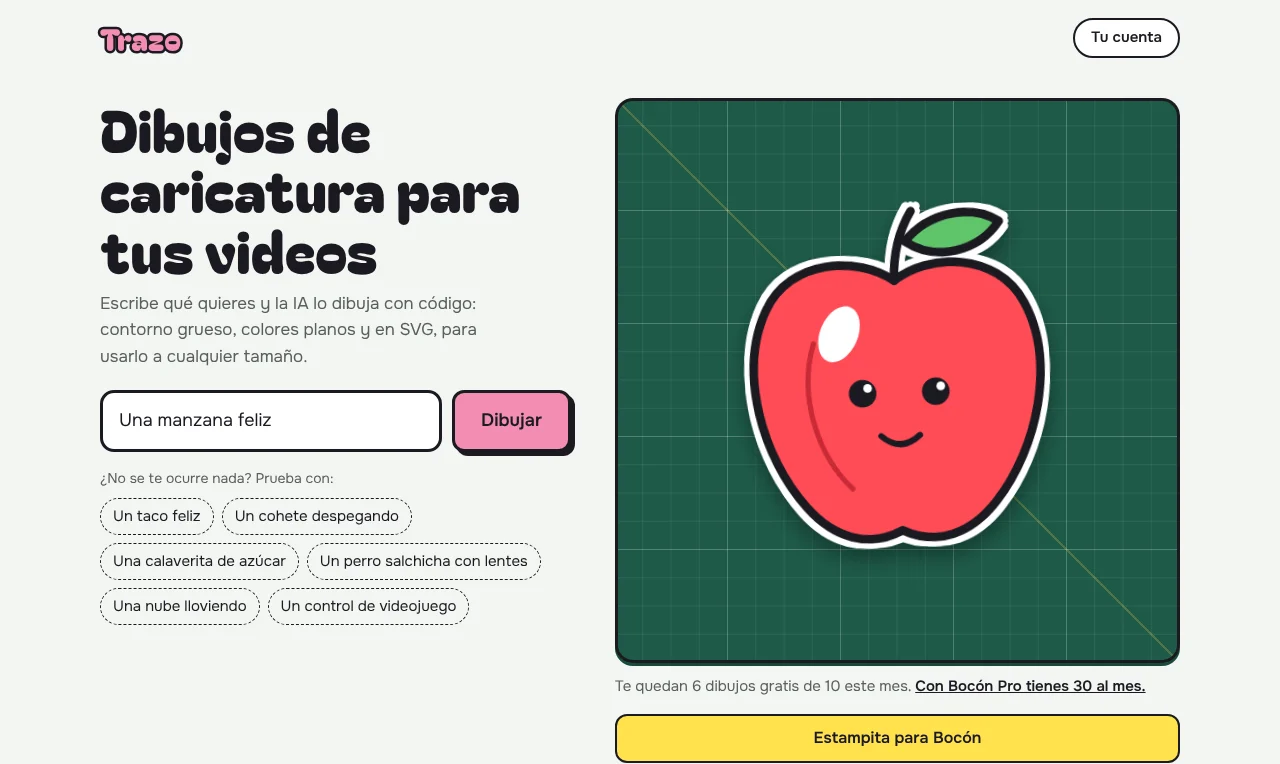 Trazo
Tu cuenta
Dibujos de
caricatura para
tus videos
Escribe qué quieres y la IA lo dibuja con código:
contorno grueso, colores planos y en SVG, para
usarlo a cualquier tamaño.
Una manzana feliz
Dibujar
¿No se te ocurre nada? Prueba con:
Un taco feliz
Un cohete despegando
Una calaverita de azúcar
Un perro salchicha con lentes
Una nube lloviendo
Un control de videojuego
Te quedan 6 dibujos gratis de 10 este mes. Con Bocón Pro tienes 30 al mes.
Estampita para Bocón